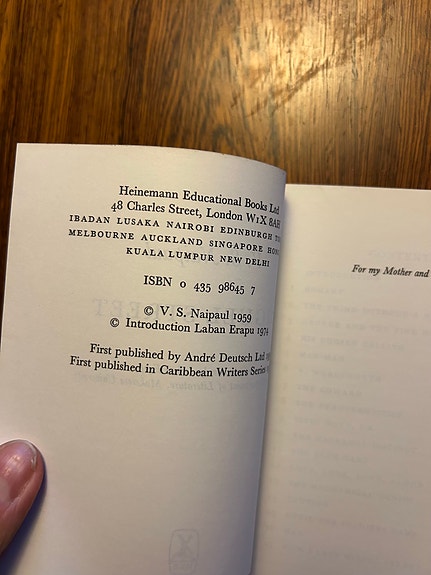 Heinemann Educational Books Ltd
48 Charles Street, London W1X 8AH
IBADAN LUSAKA NAIROBI EDINBURGH
MELBOURNE AUCKLAND SINGAPORE
KUALA LUMPUR NEW DELHI
ISBN 0 435 98645 7
© V. S. Naipaul 1959
© Introduction Laban Erapu 1974
First published by André Deutsch Ltd
First published in Caribbean Writers Series
For my Mother and